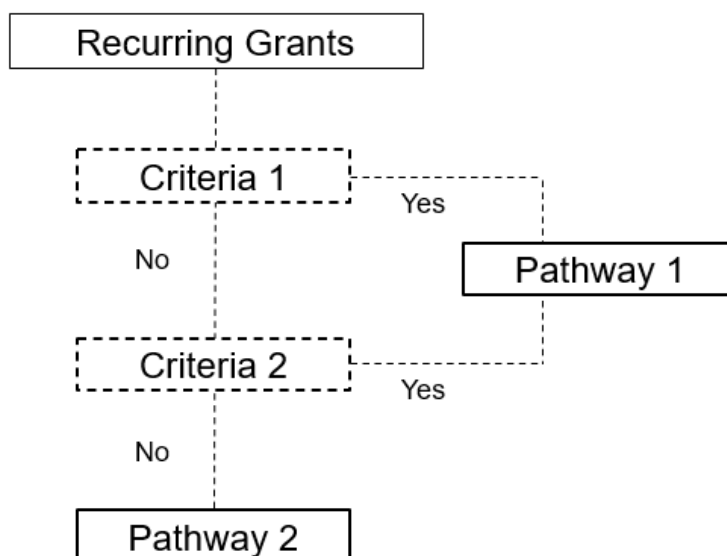 Recurring Grants
Criteria 1
Yes
No
Pathway 1
Criteria 2
Yes
No
Pathway 2